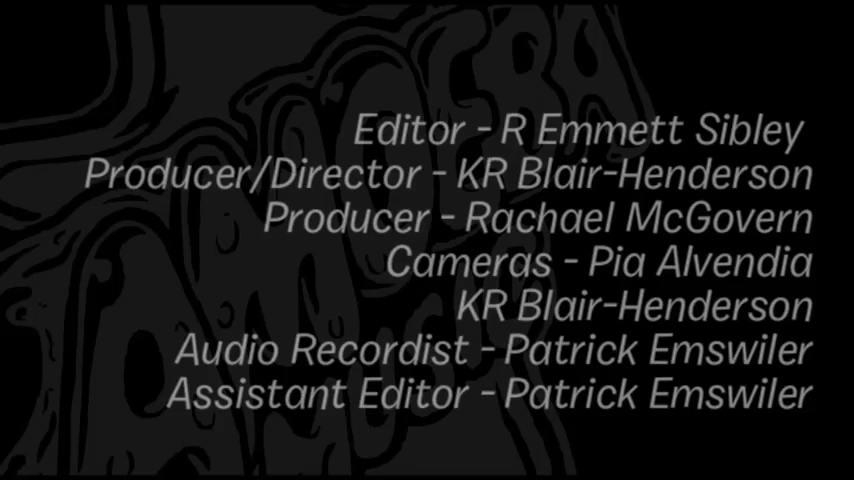 Editor - R Emmett Sibley
Producer/Director - KR Blair-Henderson
Producer - Rachael McGovern
Cameras - Pia Alvendia
KR Blair-Henderson
Audio Recordist - Patrick Emswiler
Assistant Editor - Patrick Emswiler